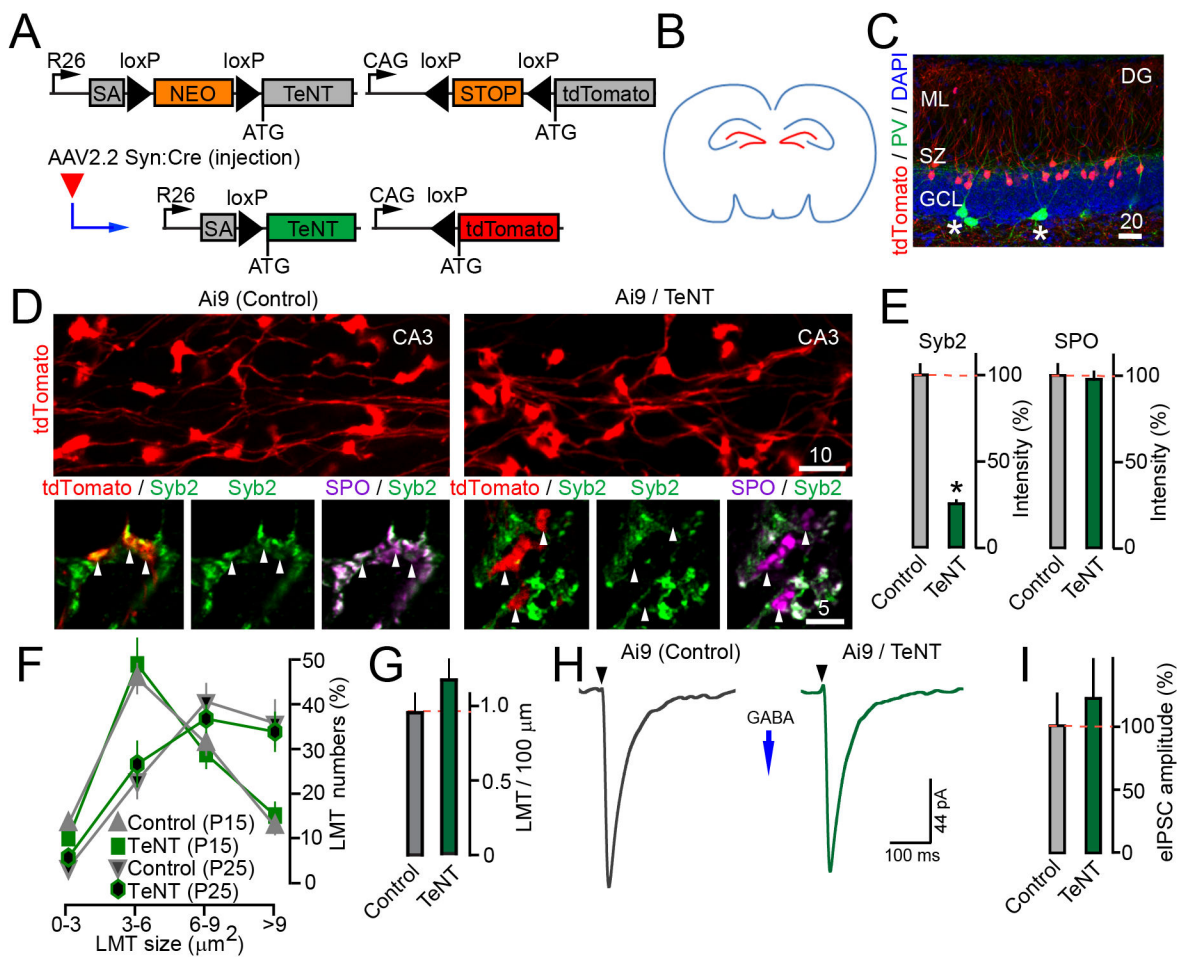 A
R26
loxP
loxP
CAG
loxP
SA
NEO
TeNT
STOP
tdTomato
ATG
ATG
AAV2.2 Syn:Cre (injection)
R26
loxP
CAG
loxP
SA
TeNT
tdTomato
ATG
ATG
B
C
tdTomato / PV / DAPI
DG
ML
SZ
GCL
*
*
20
D
Ai9 (Control)
Ai9 / TeNT
tdTomato
CA3
CA3
10
tdTomato / Syb2
Syb2
SPO / Syb2
tdTomato / Syb2
Syb2
SPO / Syb2
5
E
Syb2
SPO
100
50
0
Intensity (%)
*
Control
TeNT
100
50
0
Intensity (%)
Control
TeNT
F
50
40
30
20
10
0
LMT numbers (%)
Control (P15)
TeNT (P15)
Control (P25)
TeNT (P25)
0-3
3-6
6-9
>9
LMT size (μm²)
G
1.0
0.5
0
LMT / 100 μm
Control
TeNT
H
Ai9 (Control)
Ai9 / TeNT
GABA
44 pA
100 ms
I
100
50
0
eIPSC amplitude (%)
Control
TeNT